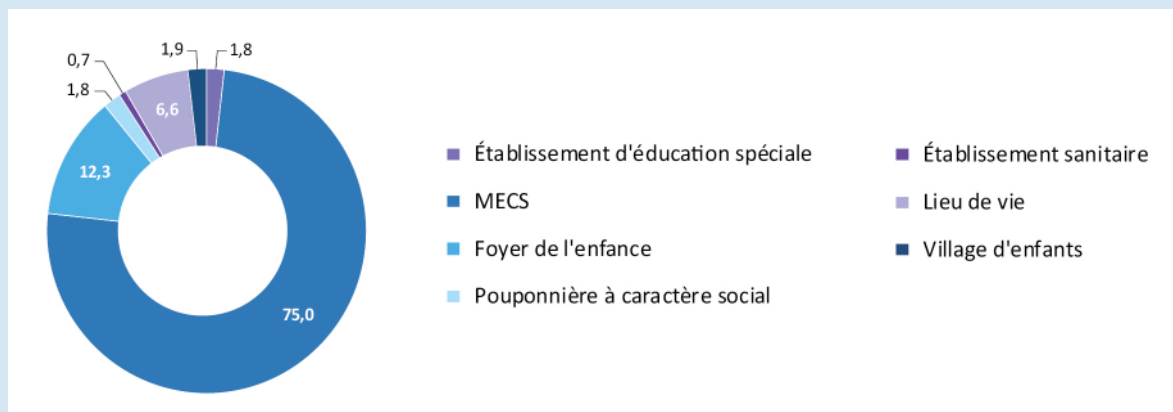 1,9
1,8
0,7
1,8
6,6
12,3
75,0
Établissement d'éducation spéciale
MECS
Foyer de l'enfance
Pouponnière à caractère social
Établissement sanitaire
Lieu de vie
Village d'enfants